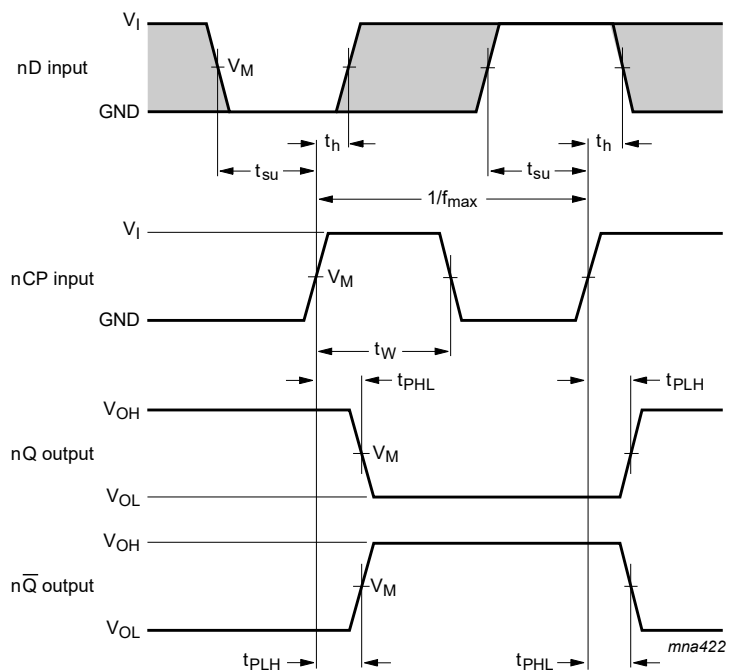 V_I
nD input
V_M
GND
t_h
t_h
t_su
t_su
1/f_max
V_I
nCP input
V_M
GND
t_W
t_PHL
t_PLH
V_OH
nQ output
V_M
V_OL
V_OH
nQ̅ output
V_M
V_OL
mna422
t_PLH
t_PHL